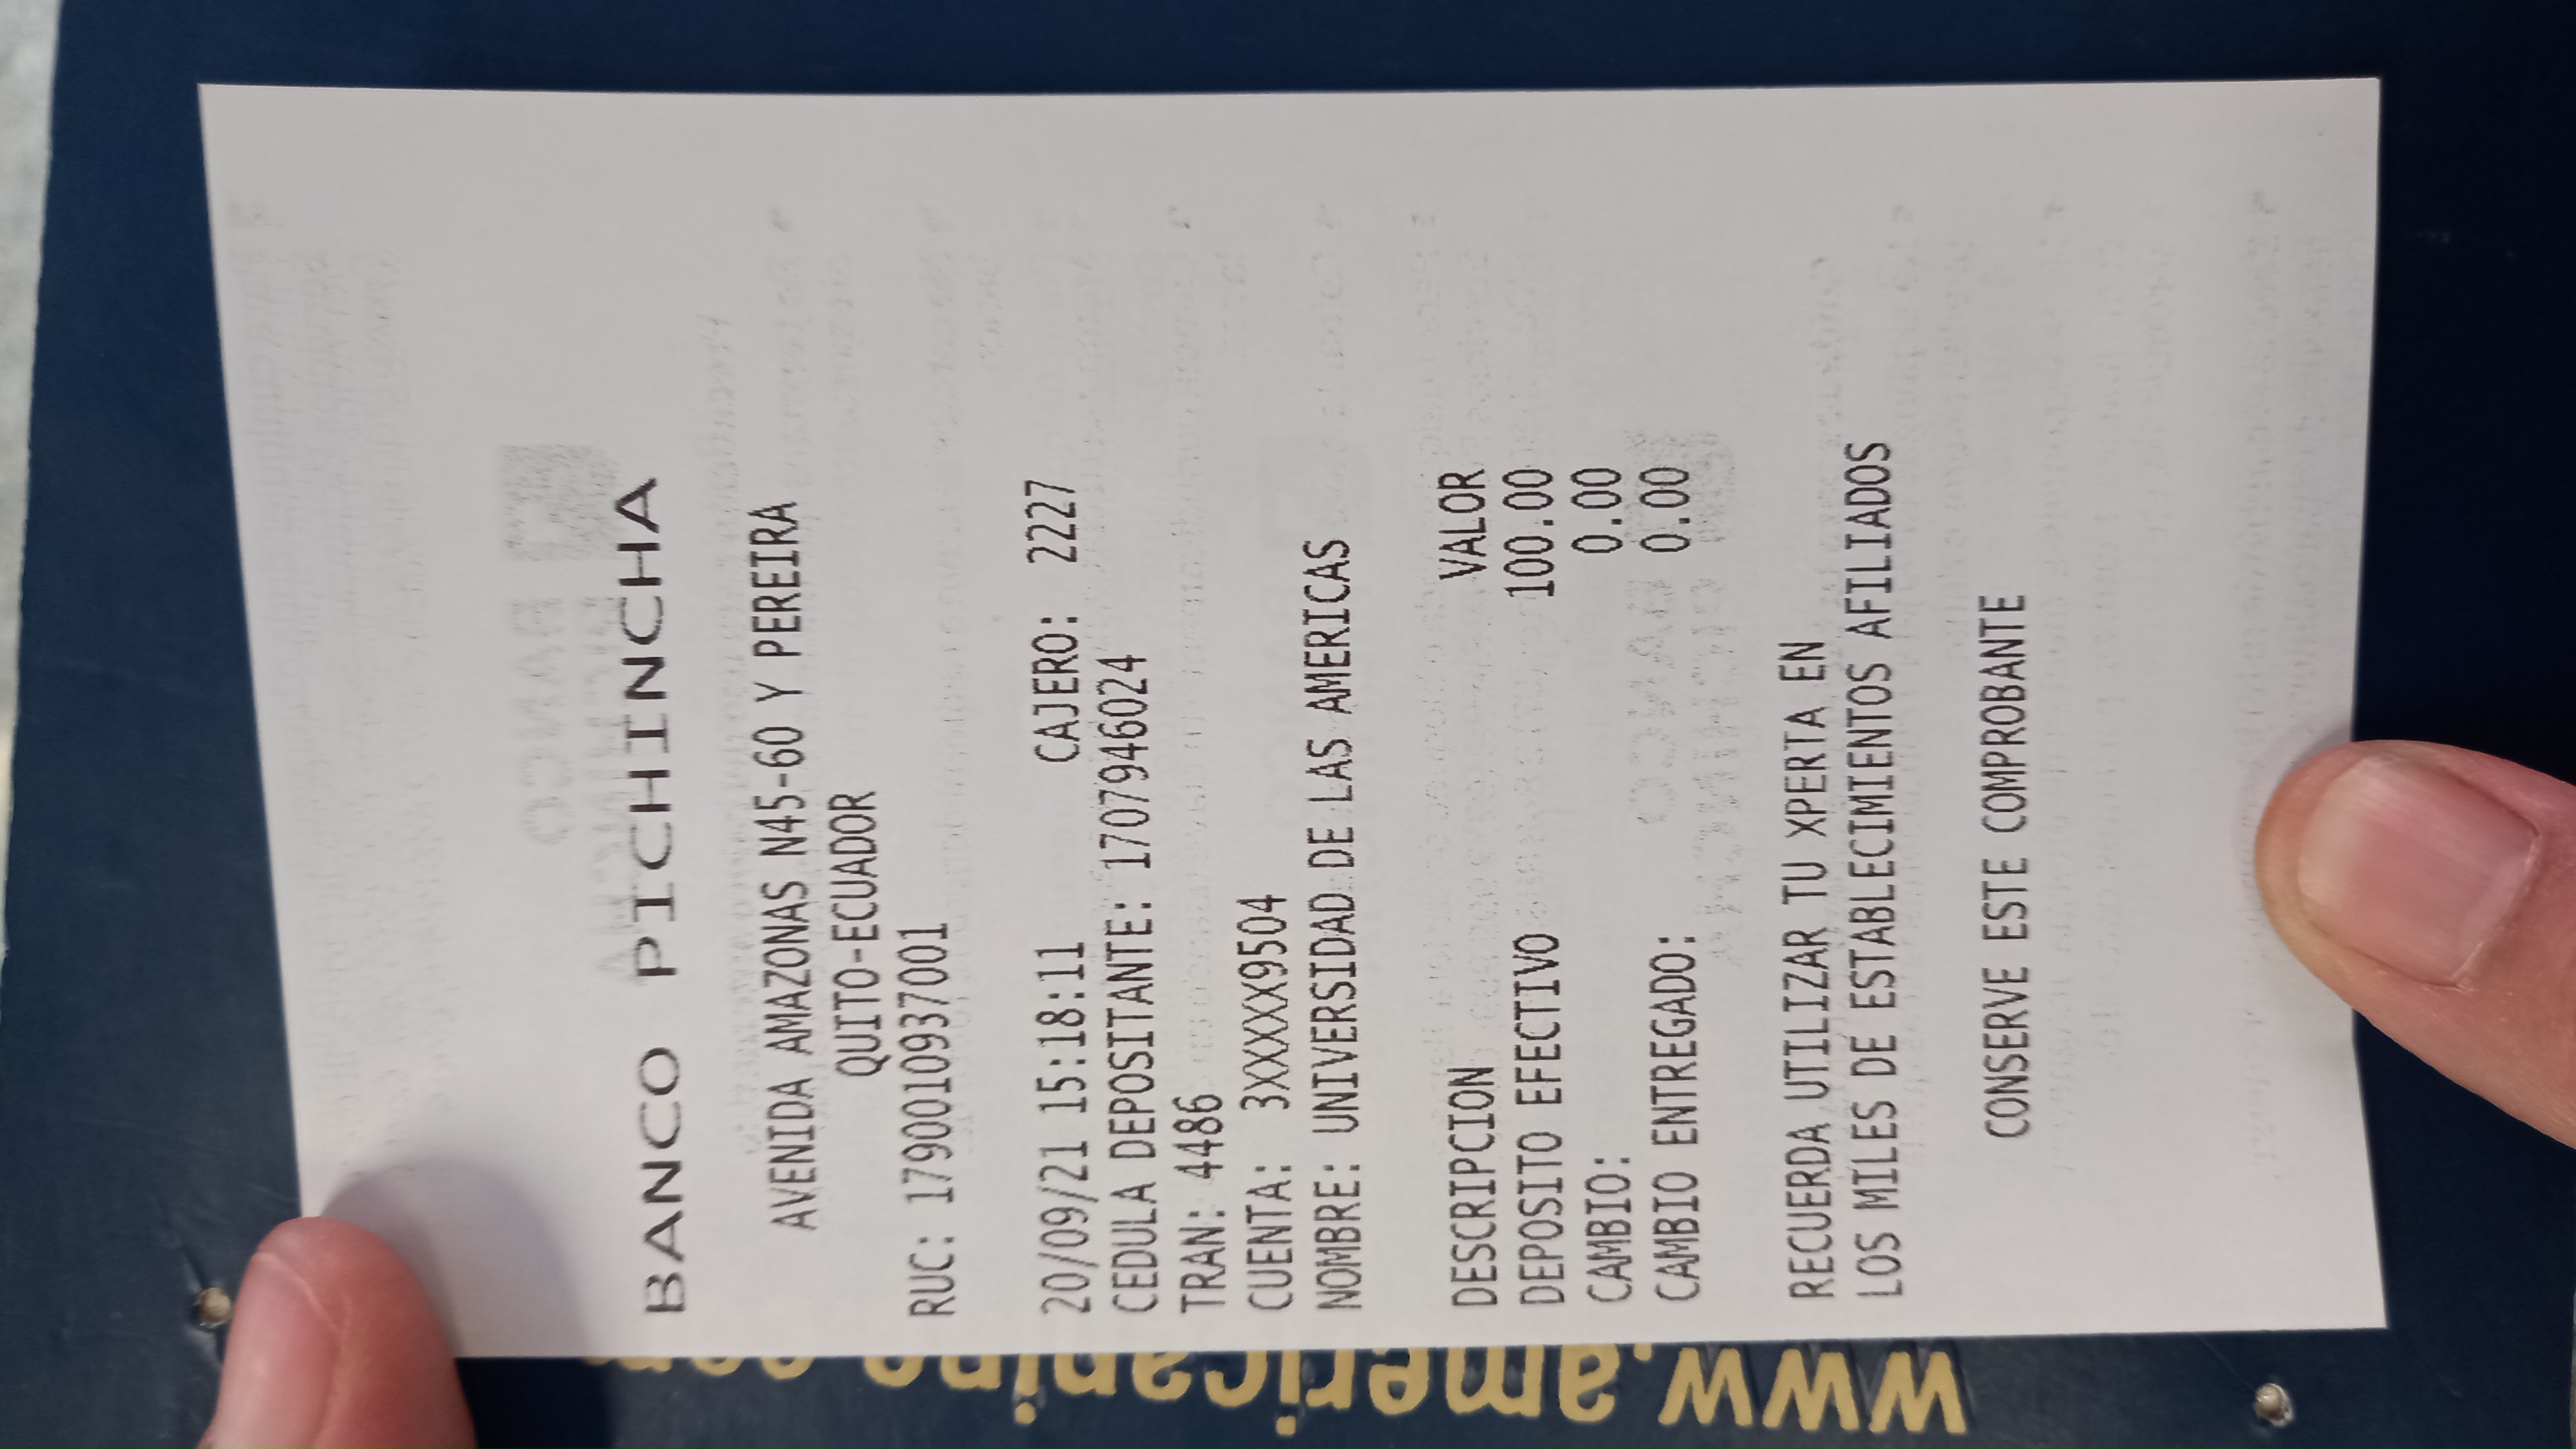 BANCO PICHINCHA
AVENIDA AMAZONAS N45-60 Y PEREIRA
QUITO-ECUADOR
RUC: 1790010937001
20/09/21 15:18:11 CAJERO: 2227
CEDULA DEPOSITANTE: 1707946024
TRAN: 4486
CUENTA: 3XXXXX9504
NOMBRE: UNIVERSIDAD DE LAS AMERICAS
DESCRIPCION VALOR
DEPOSITO EFECTIVO 100.00
CAMBIO: 0.00
CAMBIO ENTREGADO: 0.00
RECUERDA UTILIZAR TU XPERTA EN
LOS MILES DE ESTABLECIMIENTOS AFILIADOS
CONSERVE ESTE COMPROBANTE